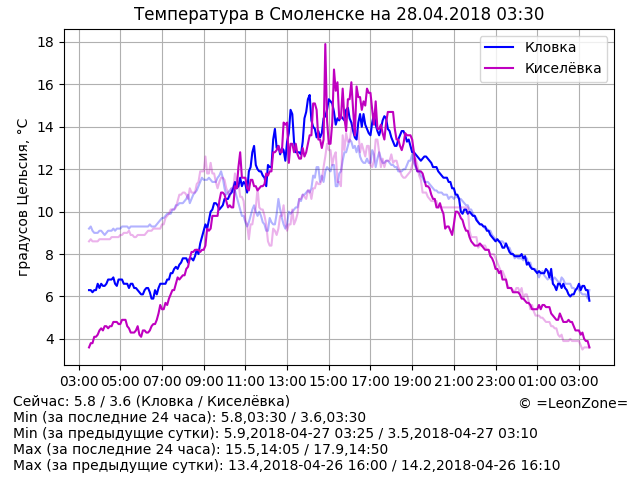 Температура в Смоленске на 28.04.2018 03:30
градусов Цельсия, °C
18
16
14
12
10
8
6
4
Кловка
Киселёвка
03:00 05:00 07:00 09:00 11:00 13:00 15:00 17:00 19:00 21:00 23:00 01:00 03:00
Сейчас: 5.8 / 3.6 (Кловка / Киселёвка)
© =LeonZone=
Min (за последние 24 часа): 5.8,03:30 / 3.6,03:30
Min (за предыдущие сутки): 5.9,2018-04-27 03:25 / 3.5,2018-04-27 03:10
Max (за последние 24 часа): 15.5,14:05 / 17.9,14:50
Max (за предыдущие сутки): 13.4,2018-04-26 16:00 / 14.2,2018-04-26 16:10